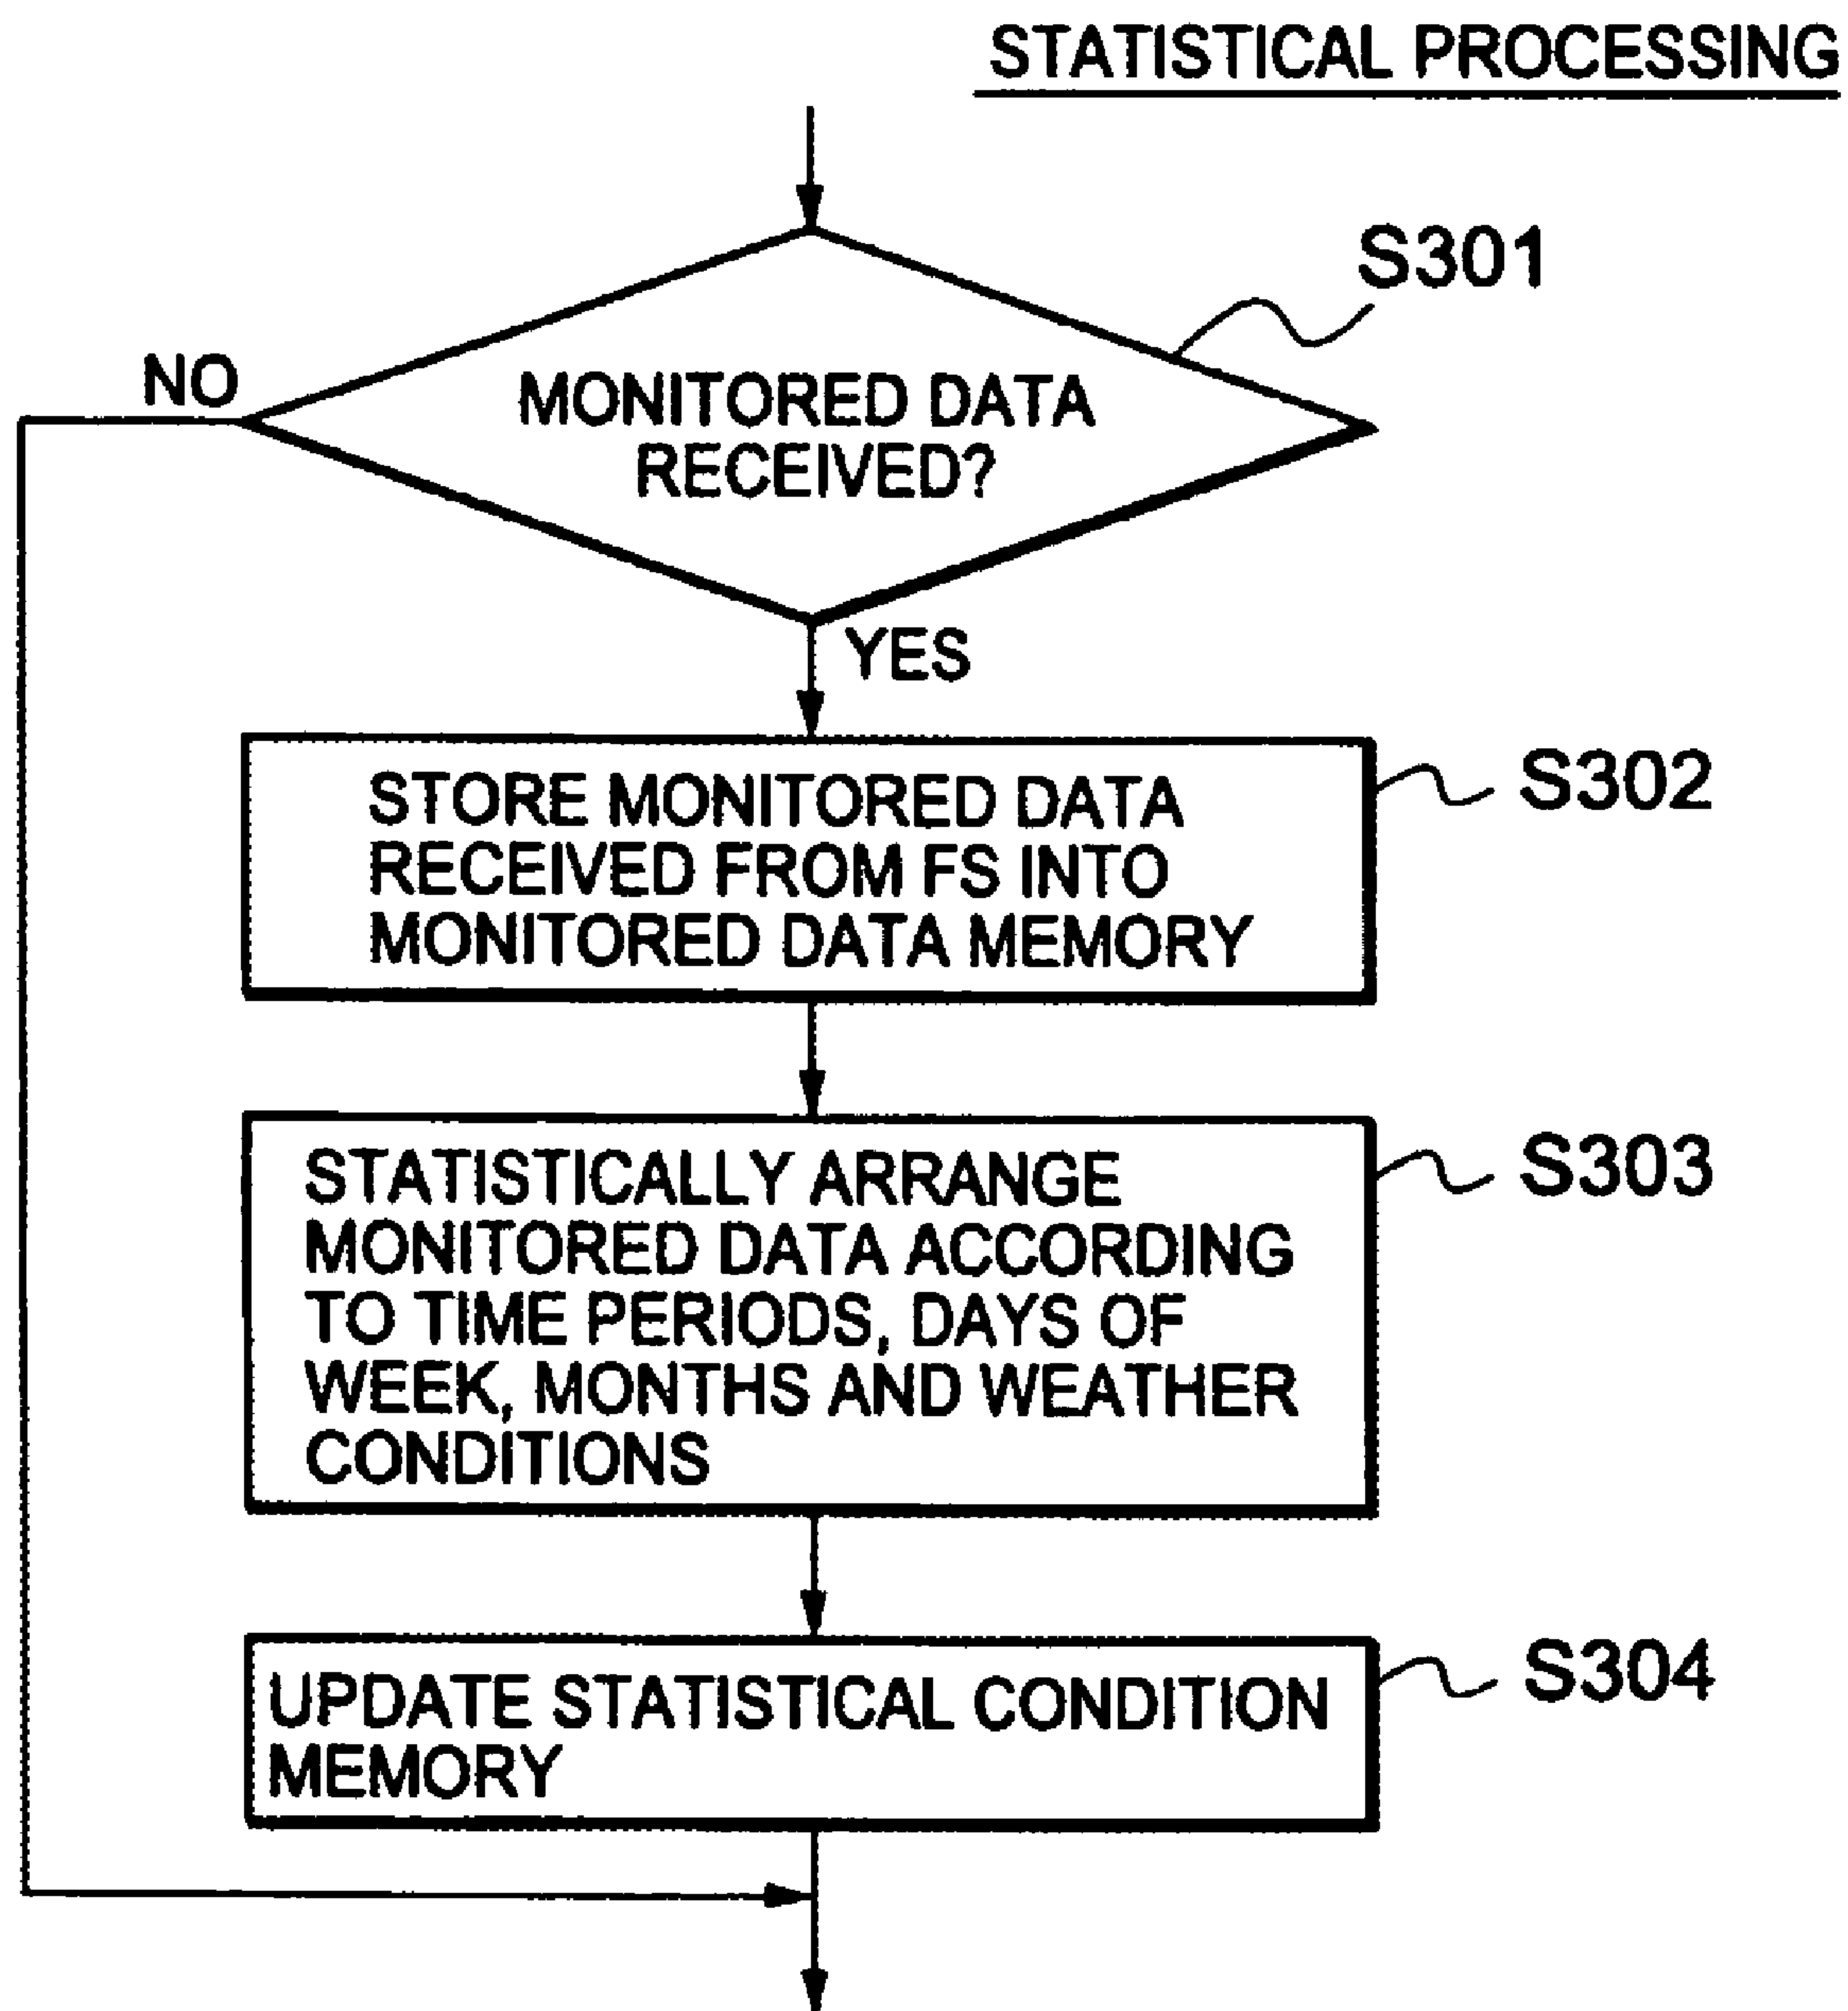 STATISTICAL PROCESSING
S301
NO
MONITORED DATA
RECEIVED?
YES
STORE MONITORED DATA
RECEIVED FROM FS INTO
MONITORED DATA MEMORY
S302
STATISTICALLY ARRANGE
MONITORED DATA ACCORDING
TO TIME PERIODS, DAYS OF
WEEK, MONTHS AND WEATHER
CONDITIONS
S303
UPDATE STATISTICAL CONDITION
MEMORY
S304